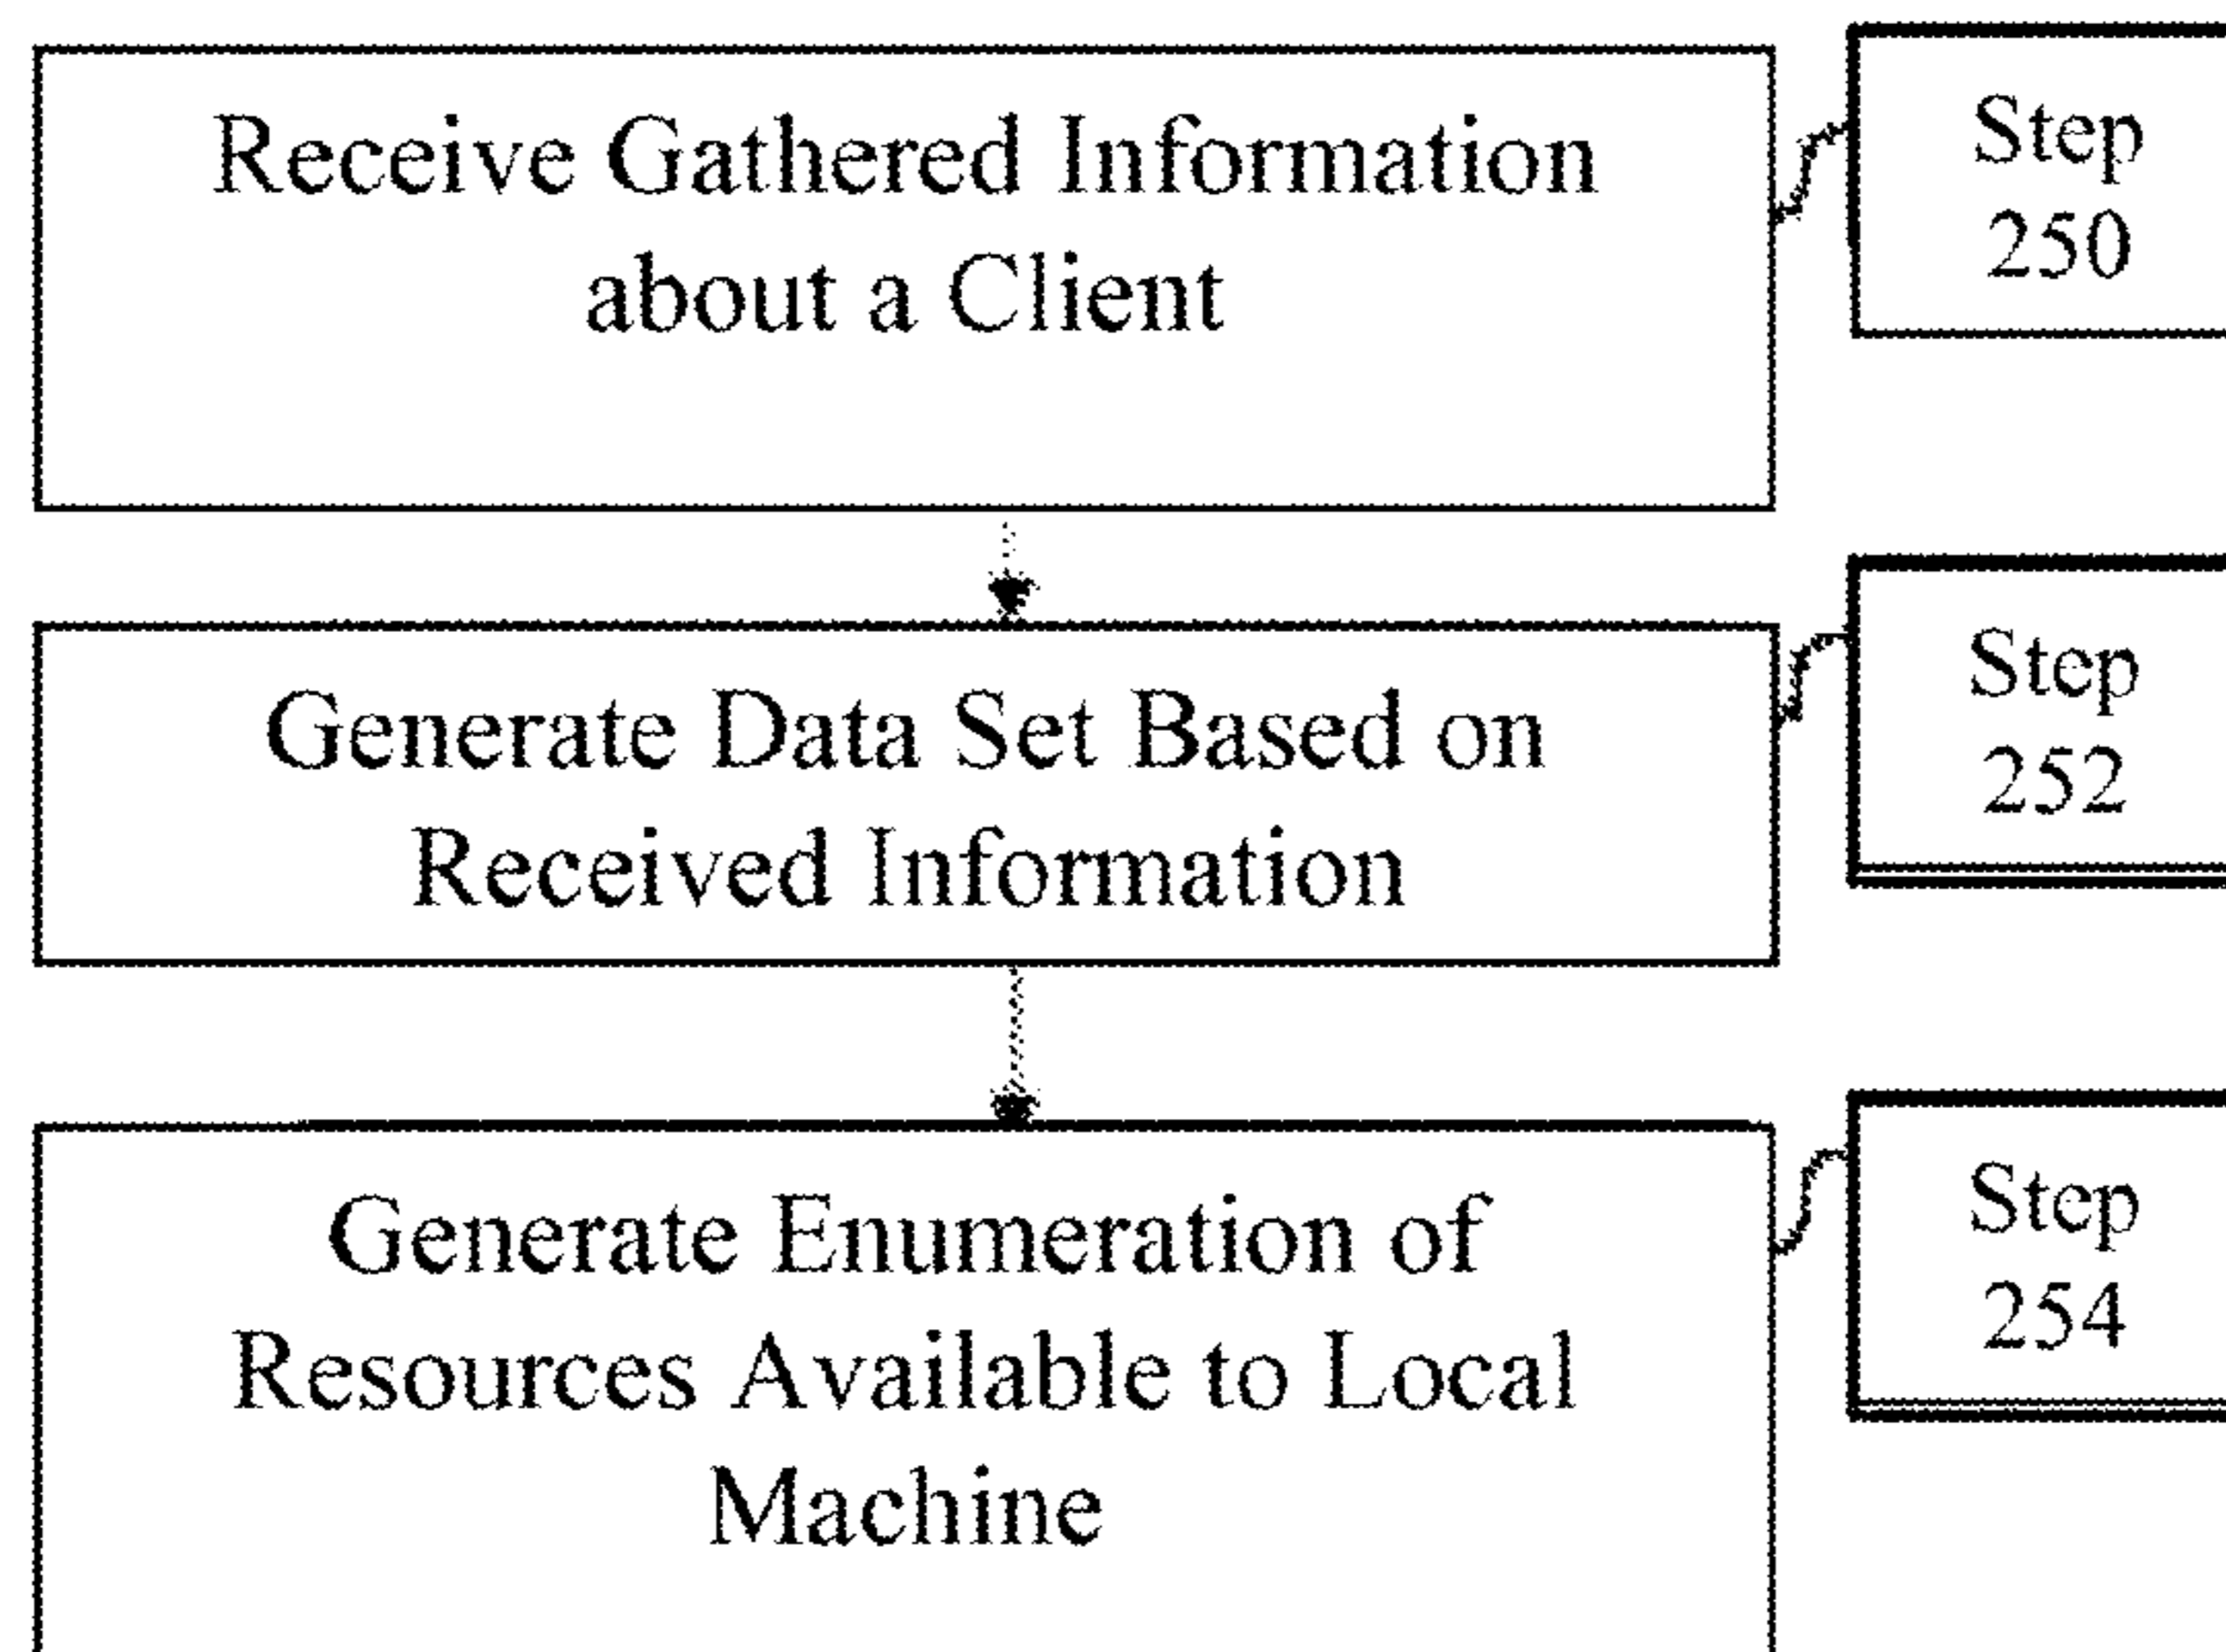 Receive Gathered Information
about a Client
Step
250
Generate Data Set Based on
Received Information
Step
252
Generate Enumeration of
Resources Available to Local
Machine
Step
254